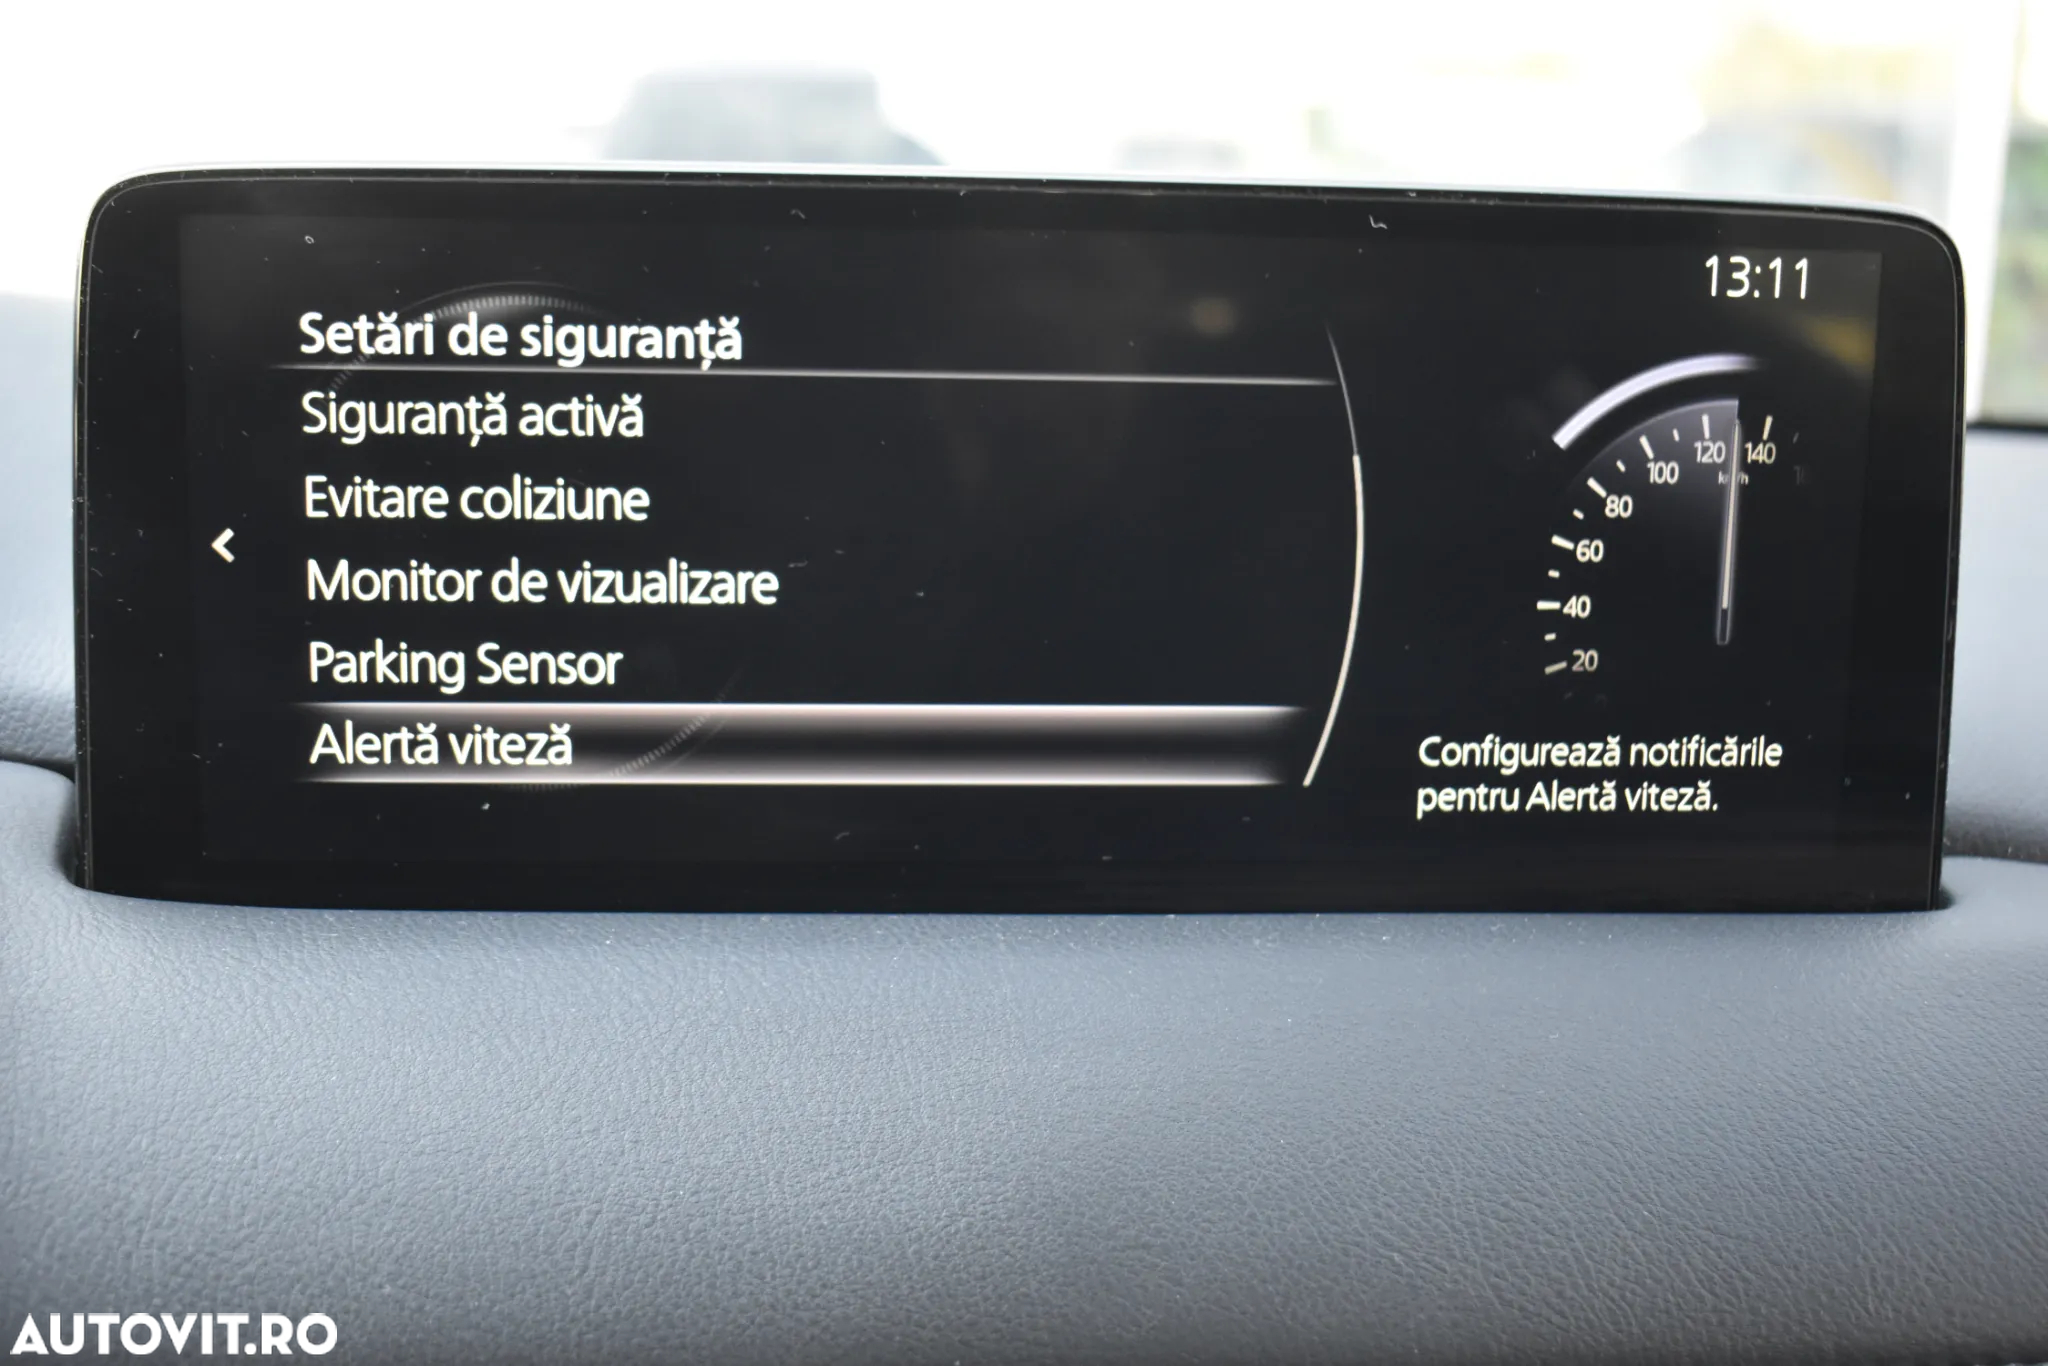 13:11
Setări de siguranță
Siguranță activă
Evitare coliziune
Monitor de vizualizare
Parking Sensor
Alertă viteză
140
120
km/h
100
80
60
40
20
Configurează notificările
pentru Alertă viteză.
AUTOVIT.RO